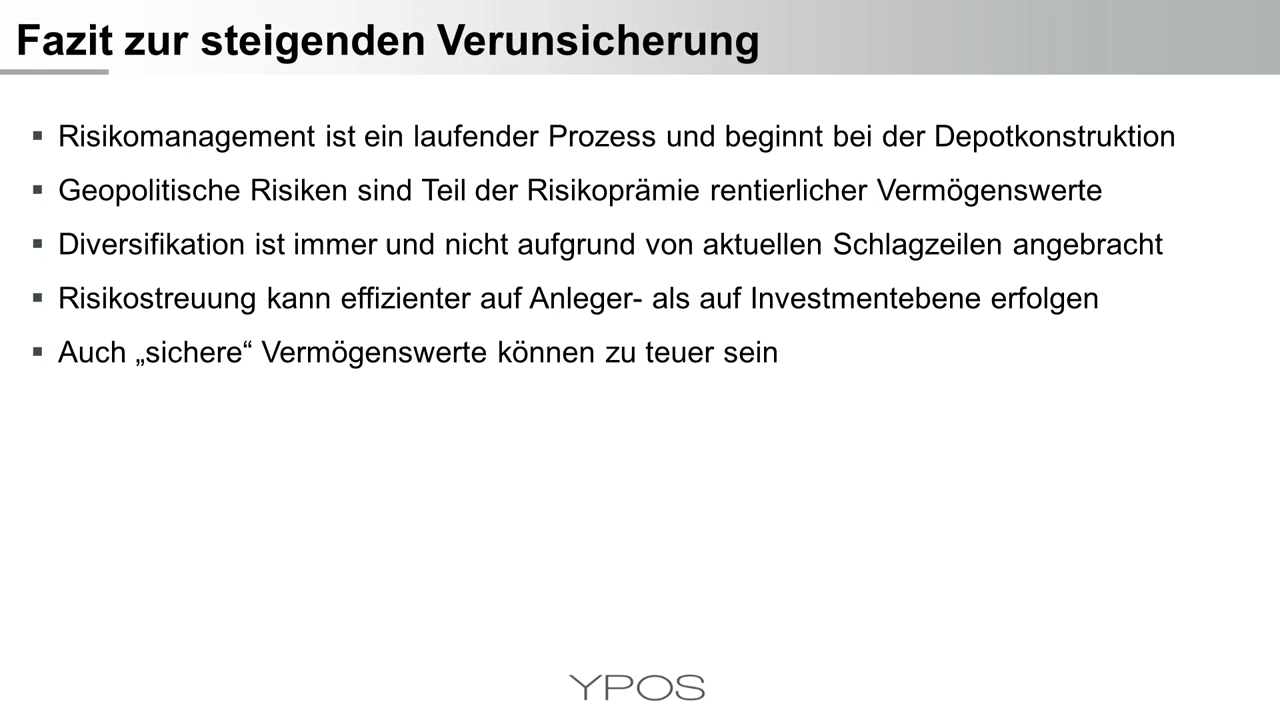 Fazit zur steigenden Verunsicherung
▪ Risikomanagement ist ein laufender Prozess und beginnt bei der Depotkonstruktion
▪ Geopolitische Risiken sind Teil der Risikoprämie rentierlicher Vermögenswerte
▪ Diversifikation ist immer und nicht aufgrund von aktuellen Schlagzeilen angebracht
▪ Risikostreuung kann effizienter auf Anleger- als auf Investmentebene erfolgen
▪ Auch „sichere“ Vermögenswerte können zu teuer sein
YPOS